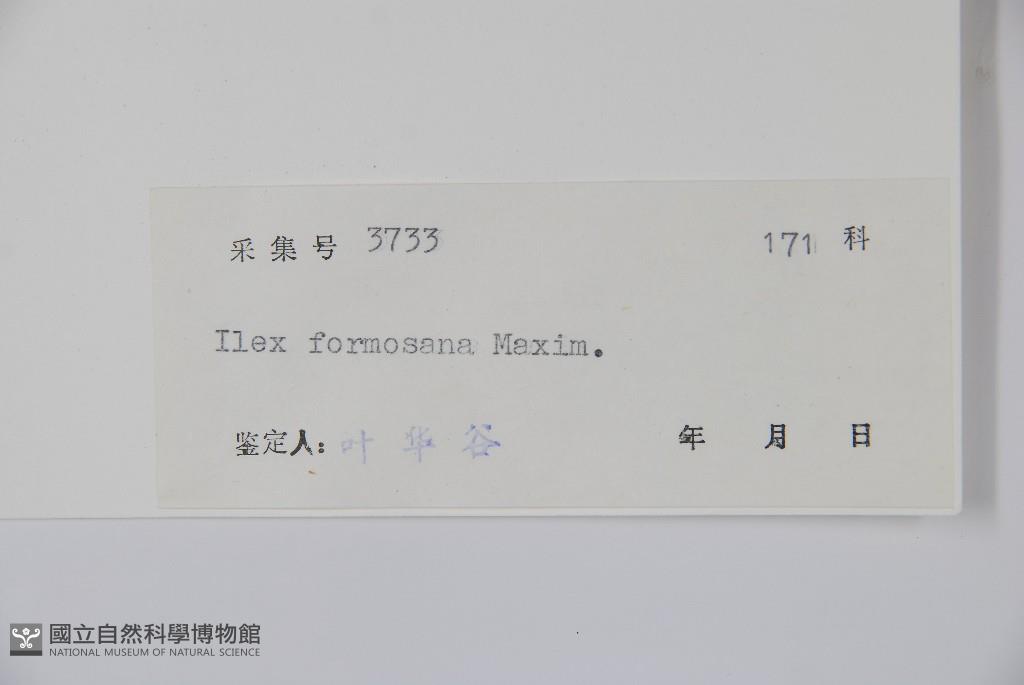 采集号 3733 171 科
Ilex formosana Maxim.
鉴定人: 叶华谷 年 月 日
國立自然科學博物館
NATIONAL MUSEUM OF NATURAL SCIENCE